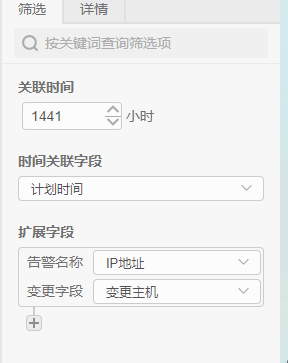 筛选 详情
按关键词查询筛选项
关联时间
1441 小时
时间关联字段
计划时间
扩展字段
告警名称 IP地址
变更字段 变更主机